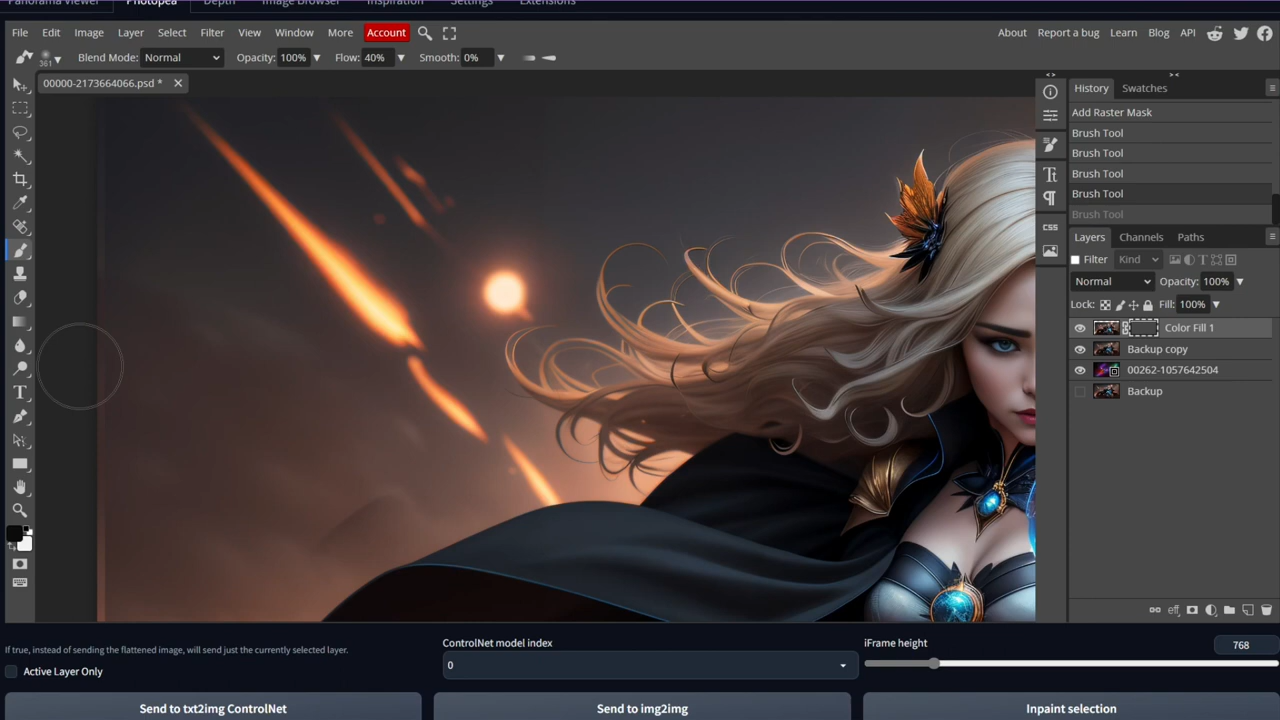 Panorama Viewer Photopea Depth Image Browser Inspiration Settings Extensions
File Edit Image Layer Select Filter View Window More Account About Report a bug Learn Blog API
361 Blend Mode: Normal Opacity: 100% Flow: 40% Smooth: 0%
00000-2173664066.psd *
History Swatches
Add Raster Mask
Brush Tool
Brush Tool
Brush Tool
Brush Tool
Brush Tool
CSS
Layers Channels Paths
Filter Kind
Normal Opacity: 100%
Lock: Fill: 100%
Color Fill 1
Backup copy
00262-1057642504
Backup
eff
If true, instead of sending the flattened image, will send just the currently selected layer.
Active Layer Only
ControlNet model index
0
iFrame height
768
Send to txt2img ControlNet Send to img2img Inpaint selection